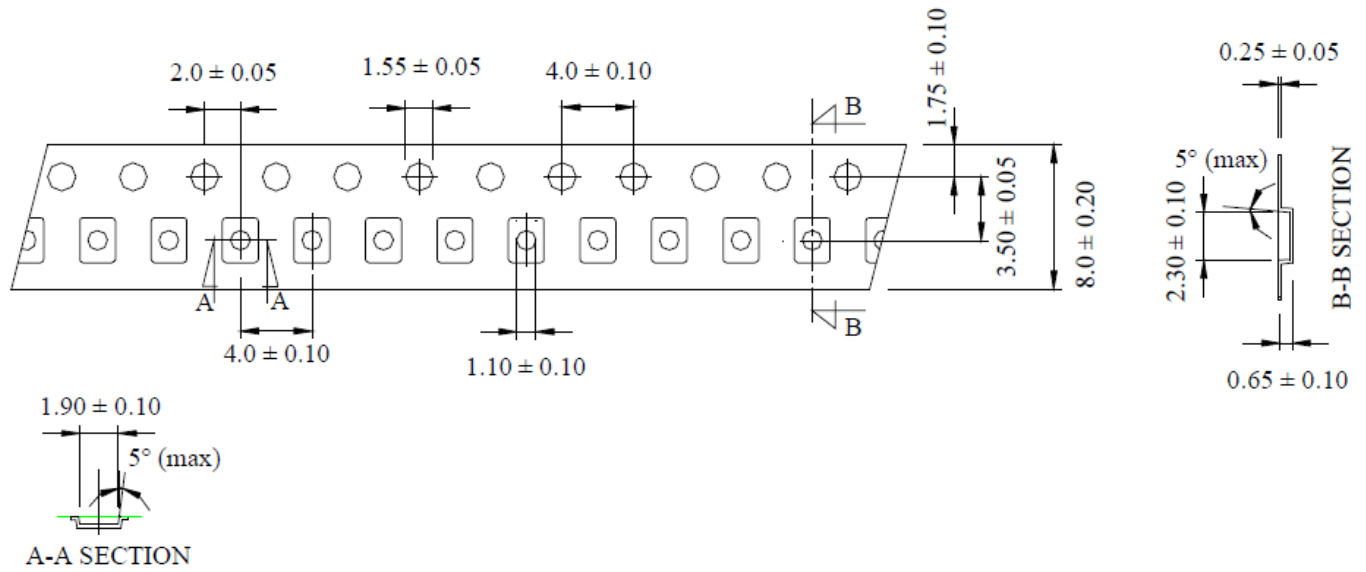 2.0 ± 0.05
1.55 ± 0.05
4.0 ± 0.10
1.75 ± 0.10
0.25 ± 0.05
B
5° (max)
3.50 ± 0.05
8.0 ± 0.20
2.30 ± 0.10
B-B SECTION
A
A
B
4.0 ± 0.10
1.10 ± 0.10
0.65 ± 0.10
1.90 ± 0.10
5° (max)
A-A SECTION